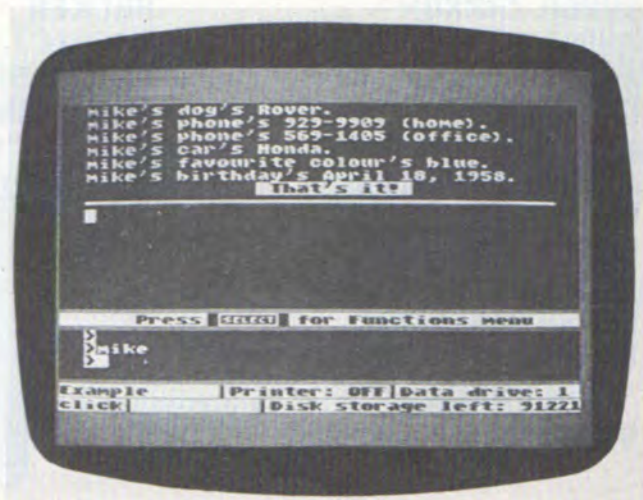 Mike's dog's Rover.
Mike's phone's 929-9909 (home).
Mike's phone's 569-1405 (office).
Mike's car's Honda.
Mike's favourite colour's blue.
Mike's birthday's April 18, 1958.
That's it!
Press SELECT for Functions menu
>
>mike
>
Example |Printer: OFF|Data drive: 1
click| |Disk storage left: 91221